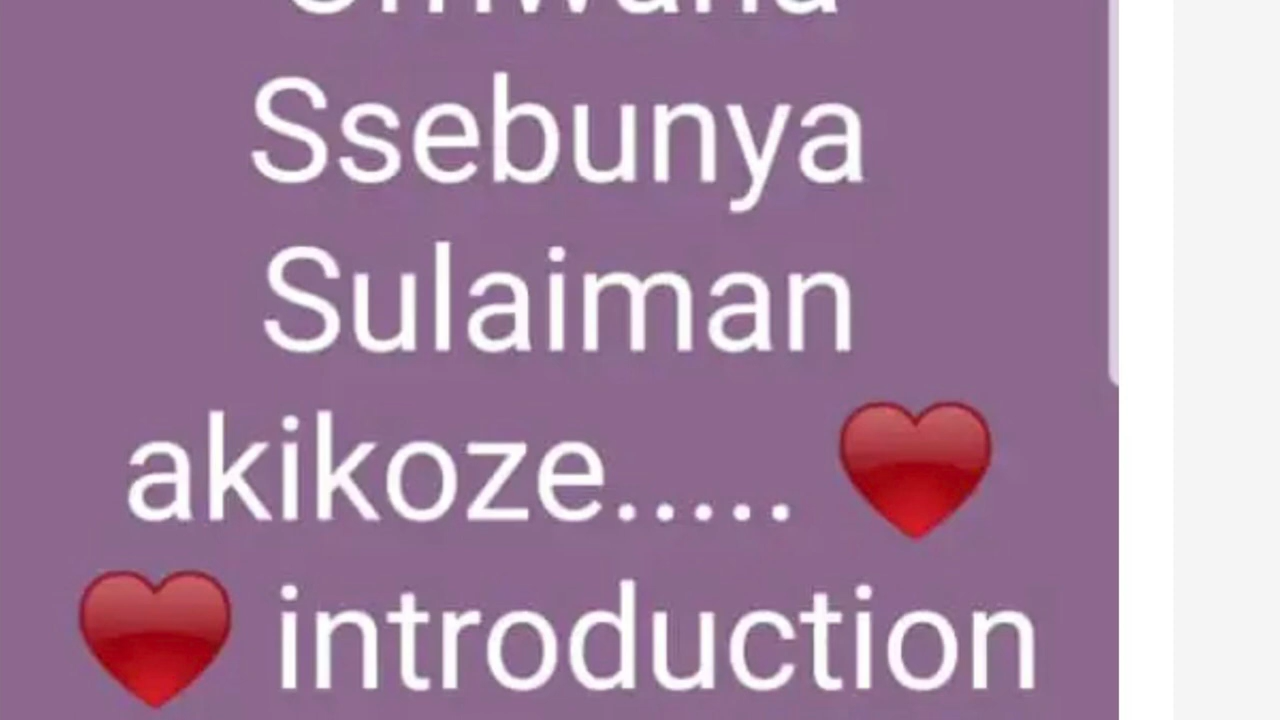 Ssebunya
Sulaiman
akikoze..... ❤️
❤️ introduction